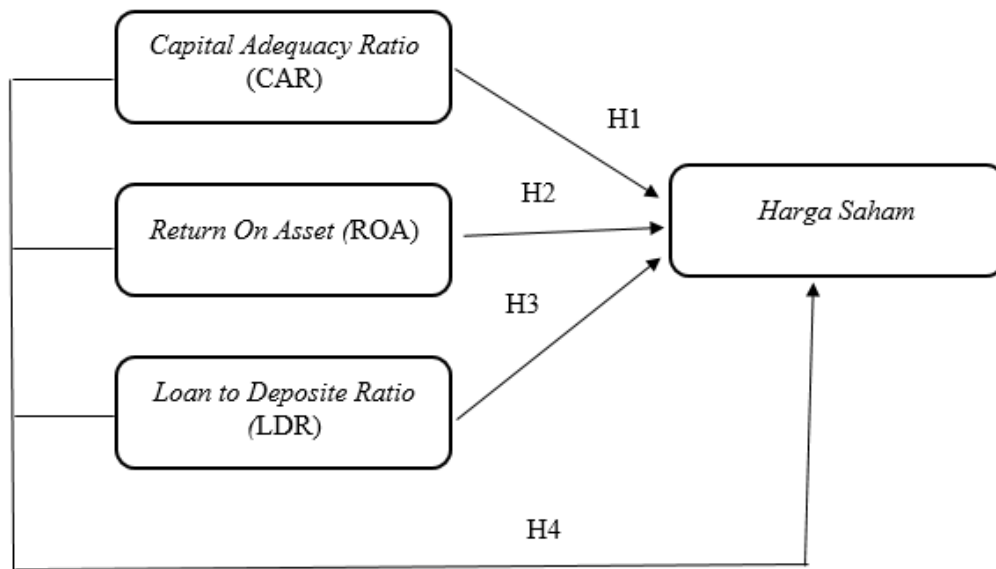 Capital Adequacy Ratio
(CAR)
H1
H2
Harga Saham
Return On Asset (ROA)
H3
Loan to Deposite Ratio
(LDR)
H4